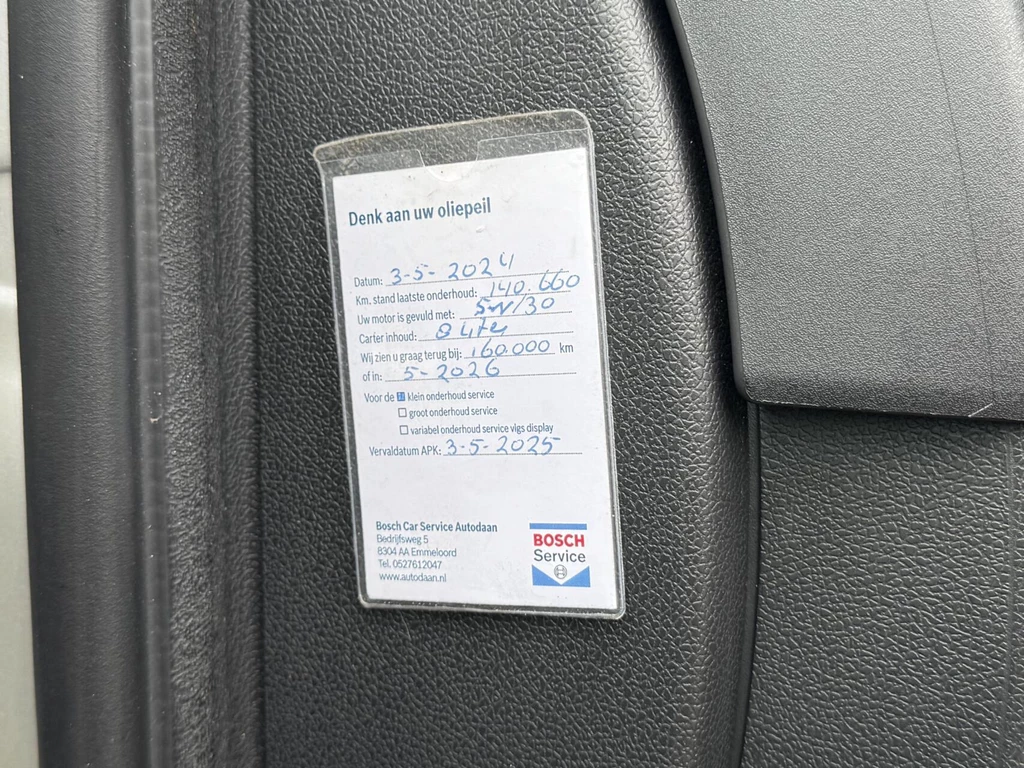 Denk aan uw oliepeil
Datum: 3-5-2024
Km. stand laatste onderhoud: 140.660
Uw motor is gevuld met: 5W/30
Carter inhoud: 8 liter
Wij zien u graag terug bij: 160.000 km
of in: 5-2026
Voor de klein onderhoud service
groot onderhoud service
variabel onderhoud service vlgs display
Vervaldatum APK: 3-5-2025
Bosch Car Service Autodaan
Bedrijfsweg 5
8304 AA Emmeloord
Tel. 0527612047
www.autodaan.nl
BOSCH
Service